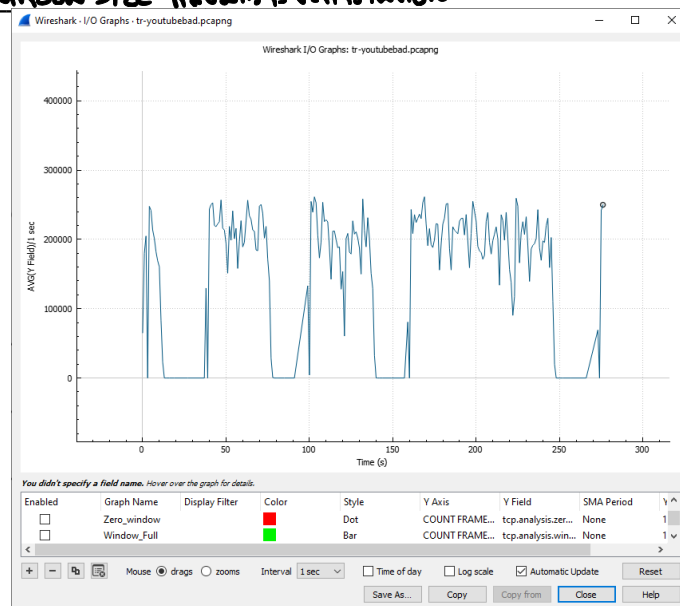 Wireshark · I/O Graphs · tr-youtubebad.pcapng
Wireshark I/O Graphs: tr-youtubebad.pcapng
AVG(Y Field)/1 sec
400000
300000
200000
100000
0
0 50 100 150 200 250 300
Time (s)
You didn't specify a field name. Hover over the graph for details.
Enabled Graph Name Display Filter Color Style Y Axis Y Field SMA Period Y
Zero_window Dot COUNT FRAME... tcp.analysis.zer... None 1
Window_Full Bar COUNT FRAME... tcp.analysis.win... None 1
Mouse drags zooms Interval 1 sec Time of day Log scale Automatic Update Reset
Save As... Copy Copy from Close Help